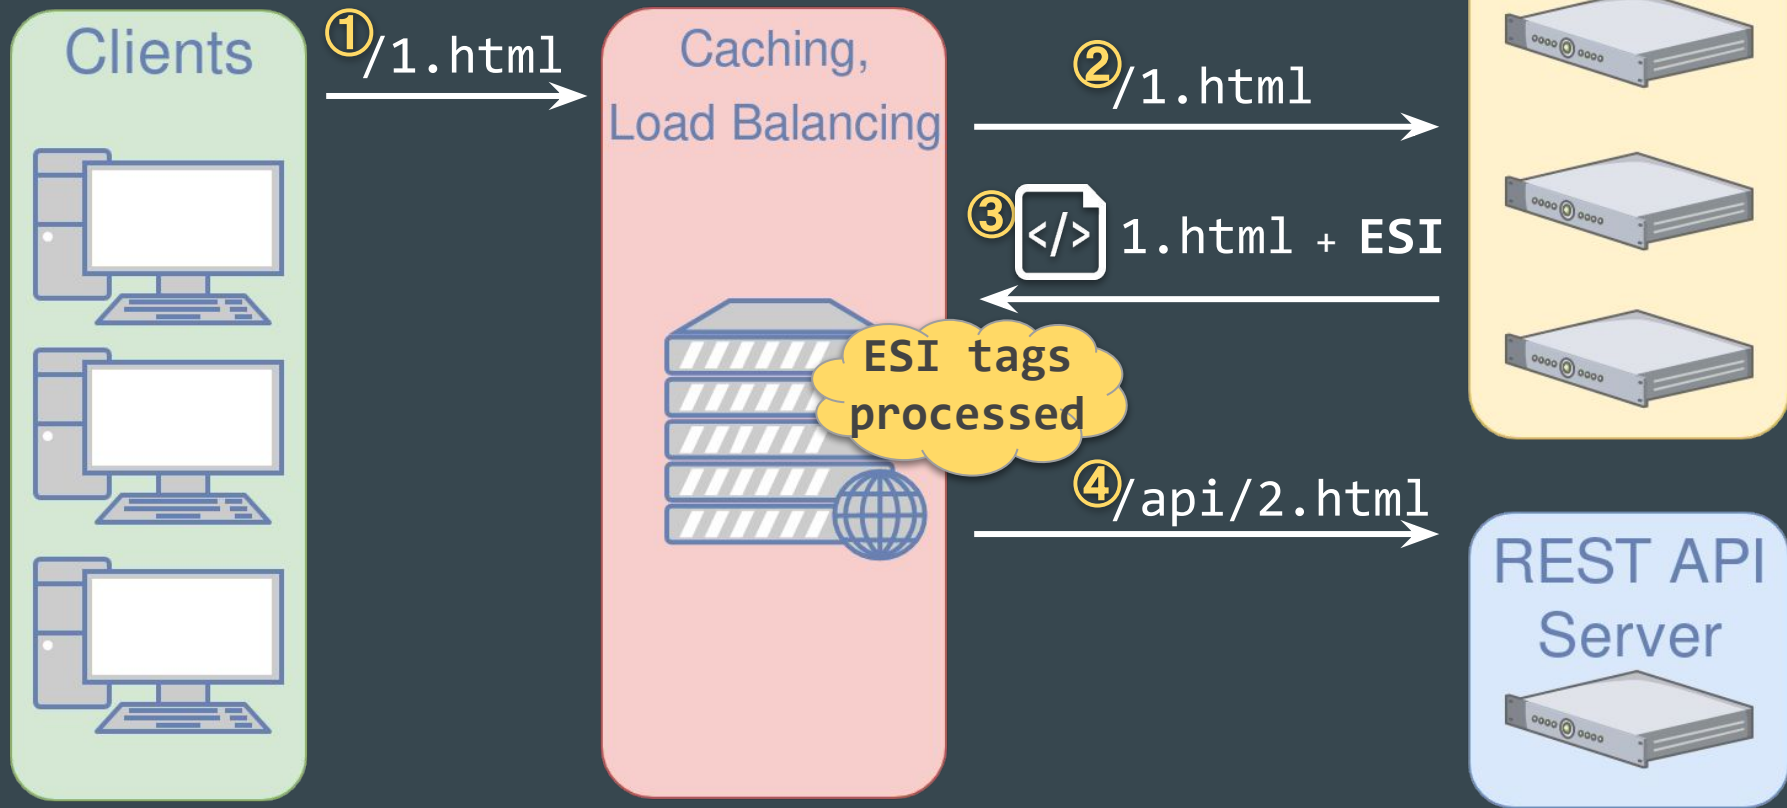 Clients
① /1.html
Caching,
Load Balancing
② /1.html
③ </> 1.html + ESI
ESI tags
processed
④ /api/2.html
REST API
Server